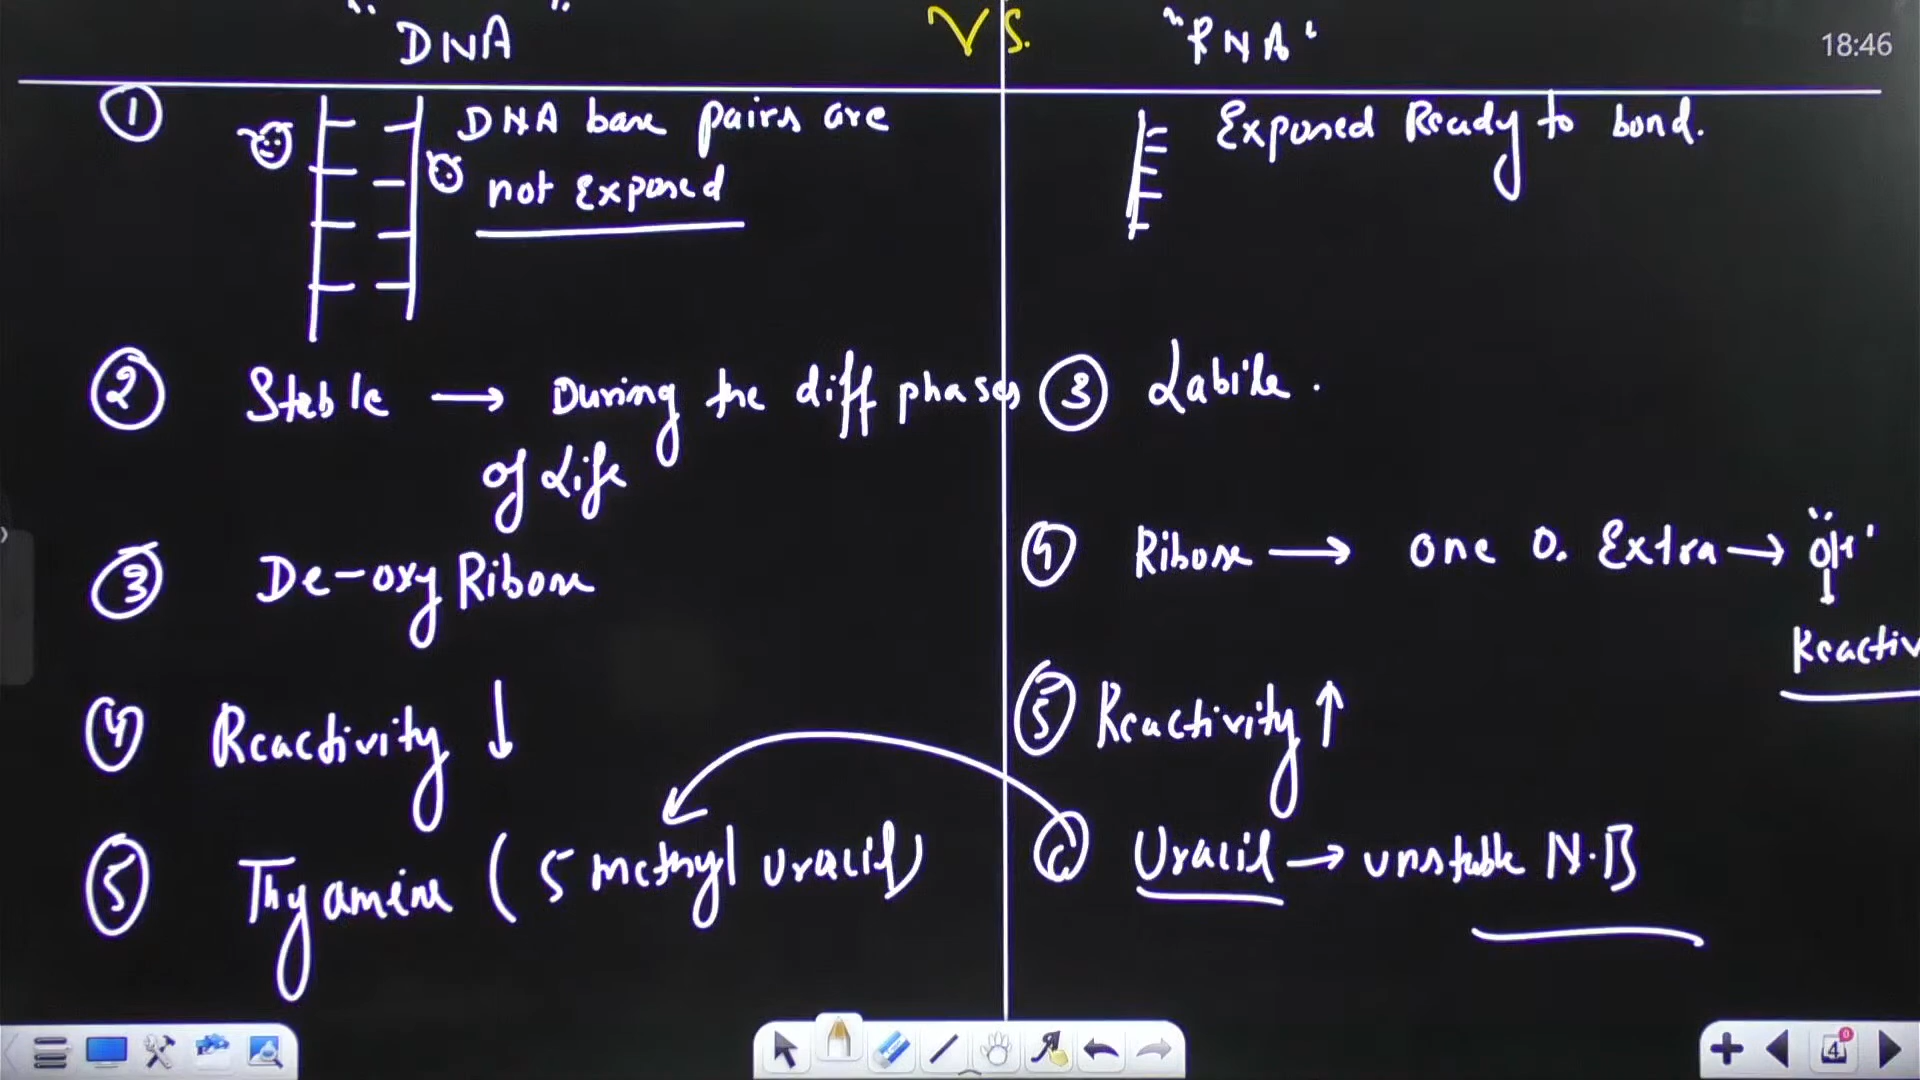 "DNA" VS. "RNA"
18:46
① DNA base pairs are
not Exposed
Exposed Ready to bond.
② Stable → During the diff phases
of Life
③ Labile.
③ De-oxy Ribose
④ Ribose → one O. Extra → "OH"
Reactiv
④ Reactivity ↓
⑤ Reactivity ↑
⑤ Thyamine (5 methyl uracil)
⑥ Uracil → unstable N.B
4
0